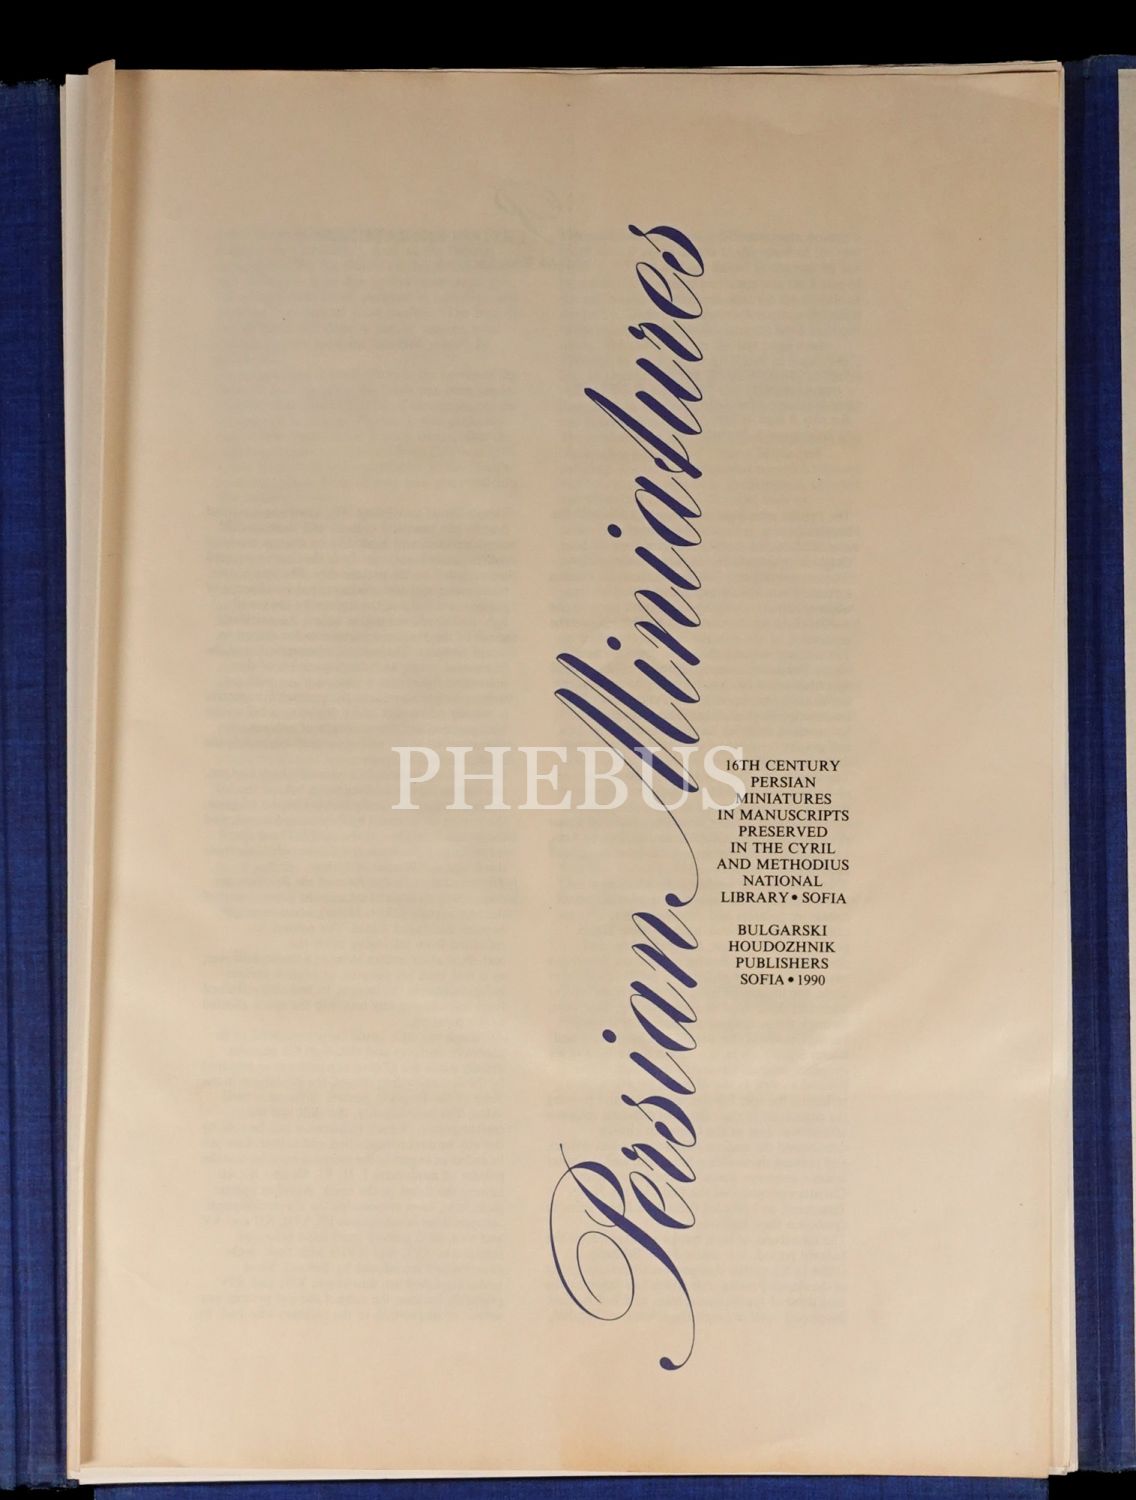 Persian Miniatures
16TH CENTURY
PERSIAN
MINIATURES
IN MANUSCRIPTS
PRESERVED
IN THE CYRIL
AND METHODIUS
NATIONAL
LIBRARY • SOFIA
BULGARSKI
HOUDOZHNIK
PUBLISHERS
SOFIA • 1990
PHEBUS